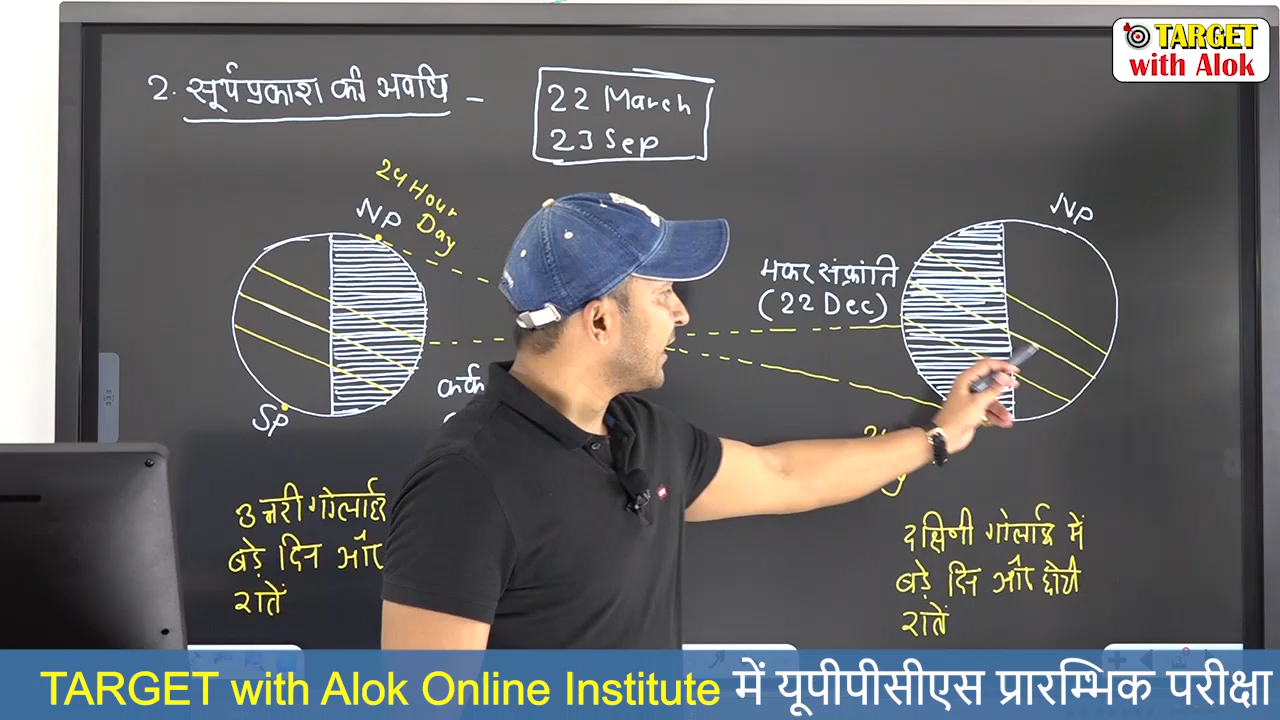 TARGET
with Alok
2. सूर्यप्रकाश की अवधि -
22 March
23 Sep
24 Hour
Day
NP
SP
कर्क
NP
मकर संक्रांति
(22 Dec)
उत्तरी गोलार्द्ध
बड़े दिन और
रातें
दक्षिणी गोलार्द्ध में
बड़े दिन और छोटी
रातें
TARGET with Alok Online Institute में यूपीपीसीएस प्रारम्भिक परीक्षा